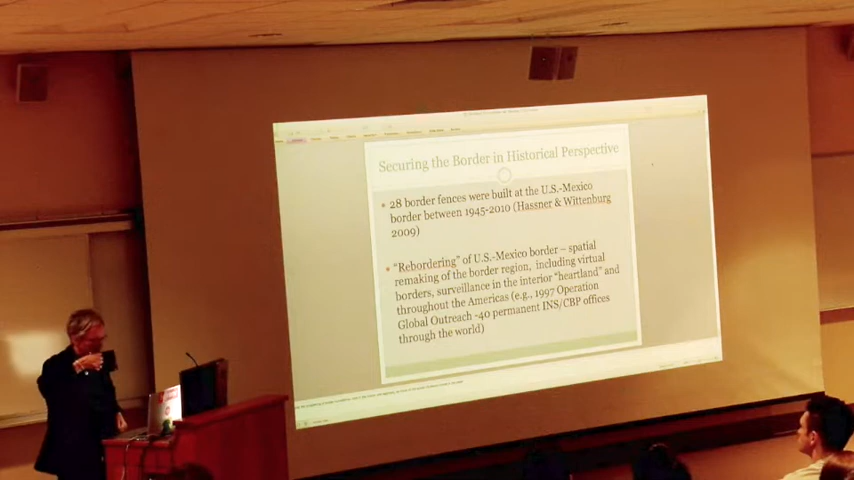 Securing the Border in Historical Perspective
• 28 border fences were built at the U.S.-Mexico
border between 1945-2010 (Hassner & Wittenburg
2009)
• "Rebordering" of U.S.-Mexico border – spatial
remaking of the border region, including virtual
borders, surveillance in the interior "heartland" and
throughout the Americas (e.g., 1997 Operation
Global Outreach -40 permanent INS/CBP offices
through the world)